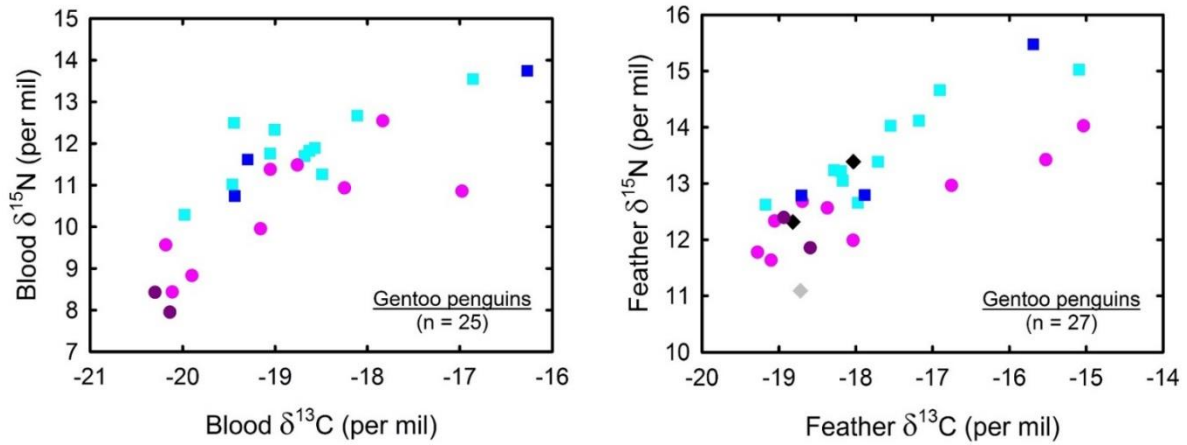 15
14
13
12
11
10
9
8
7
Blood δ¹⁵N (per mil)
Gentoo penguins
(n = 25)
-21 -20 -19 -18 -17 -16
Blood δ¹³C (per mil)
16
15
14
13
12
11
10
Feather δ¹⁵N (per mil)
Gentoo penguins
(n = 27)
-20 -19 -18 -17 -16 -15 -14
Feather δ¹³C (per mil)